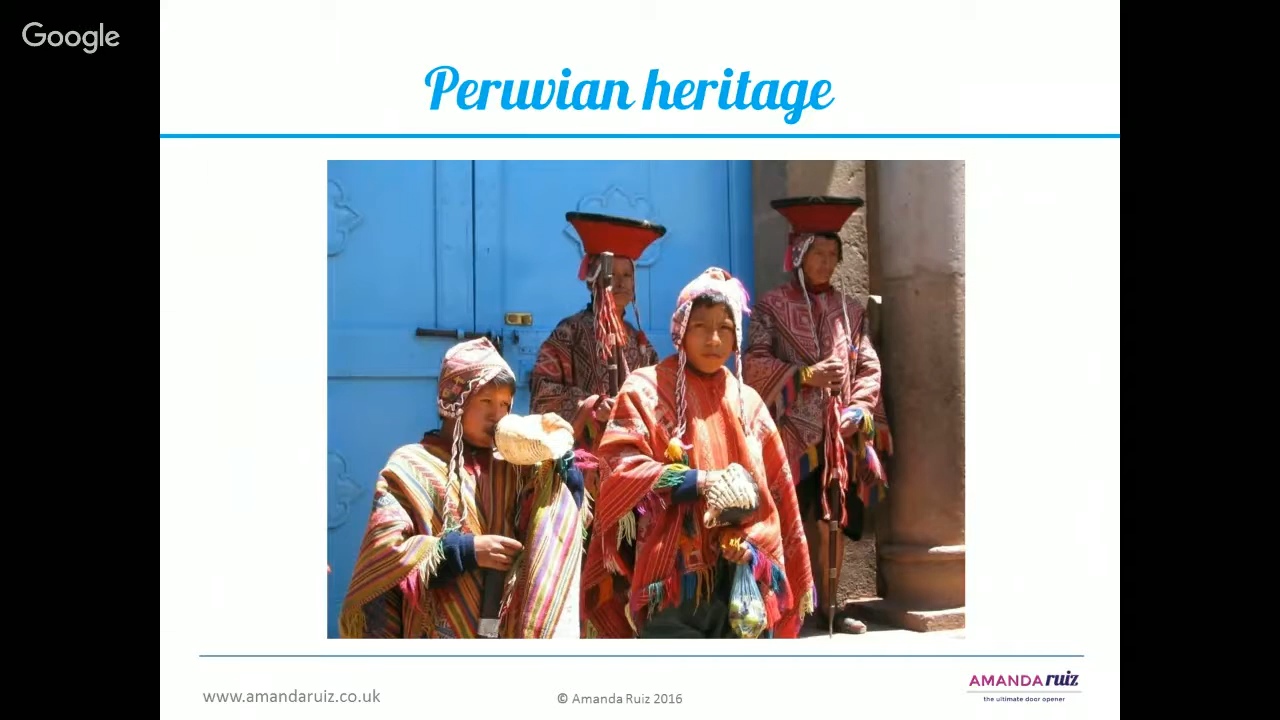 Google
Peruvian heritage
www.amandaruiz.co.uk
© Amanda Ruiz 2016
AMANDA ruiz
the ultimate door opener